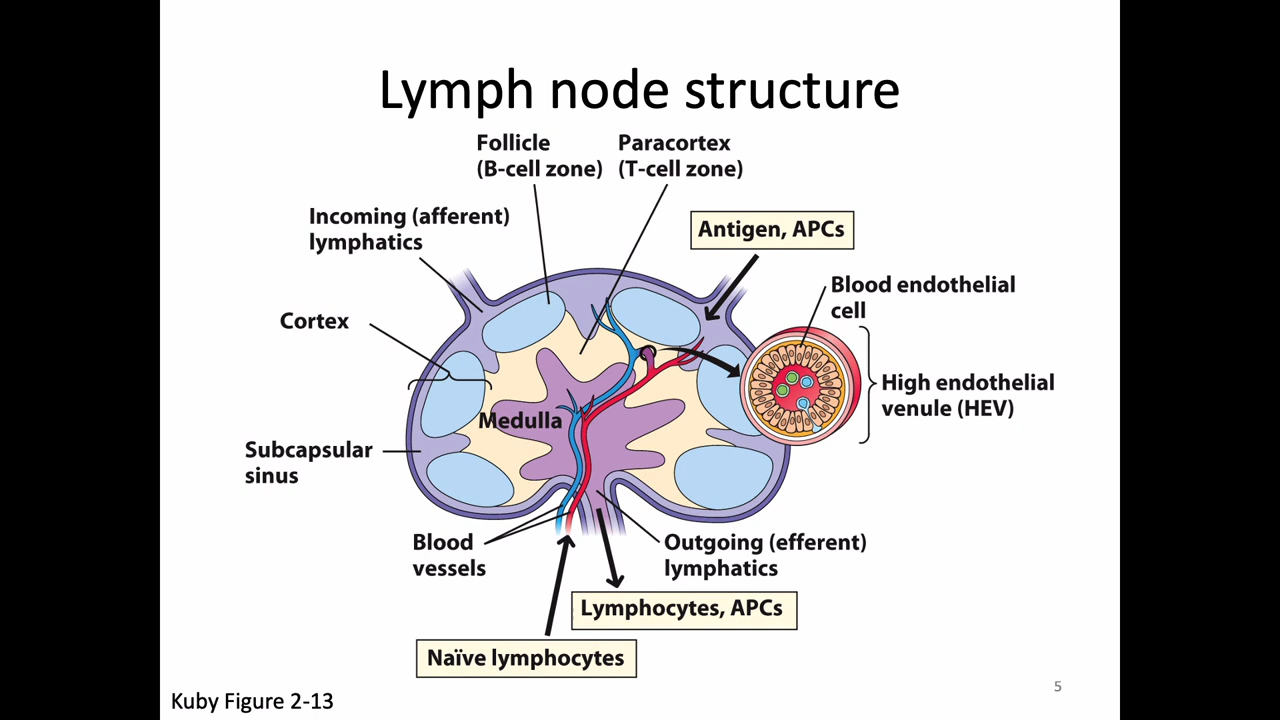 Lymph node structure
Follicle
(B-cell zone)
Paracortex
(T-cell zone)
Incoming (afferent)
lymphatics
Antigen, APCs
Blood endothelial
cell
Cortex
High endothelial
venule (HEV)
Medulla
Subcapsular
sinus
Blood
vessels
Outgoing (efferent)
lymphatics
Lymphocytes, APCs
Naïve lymphocytes
Kuby Figure 2-13
5